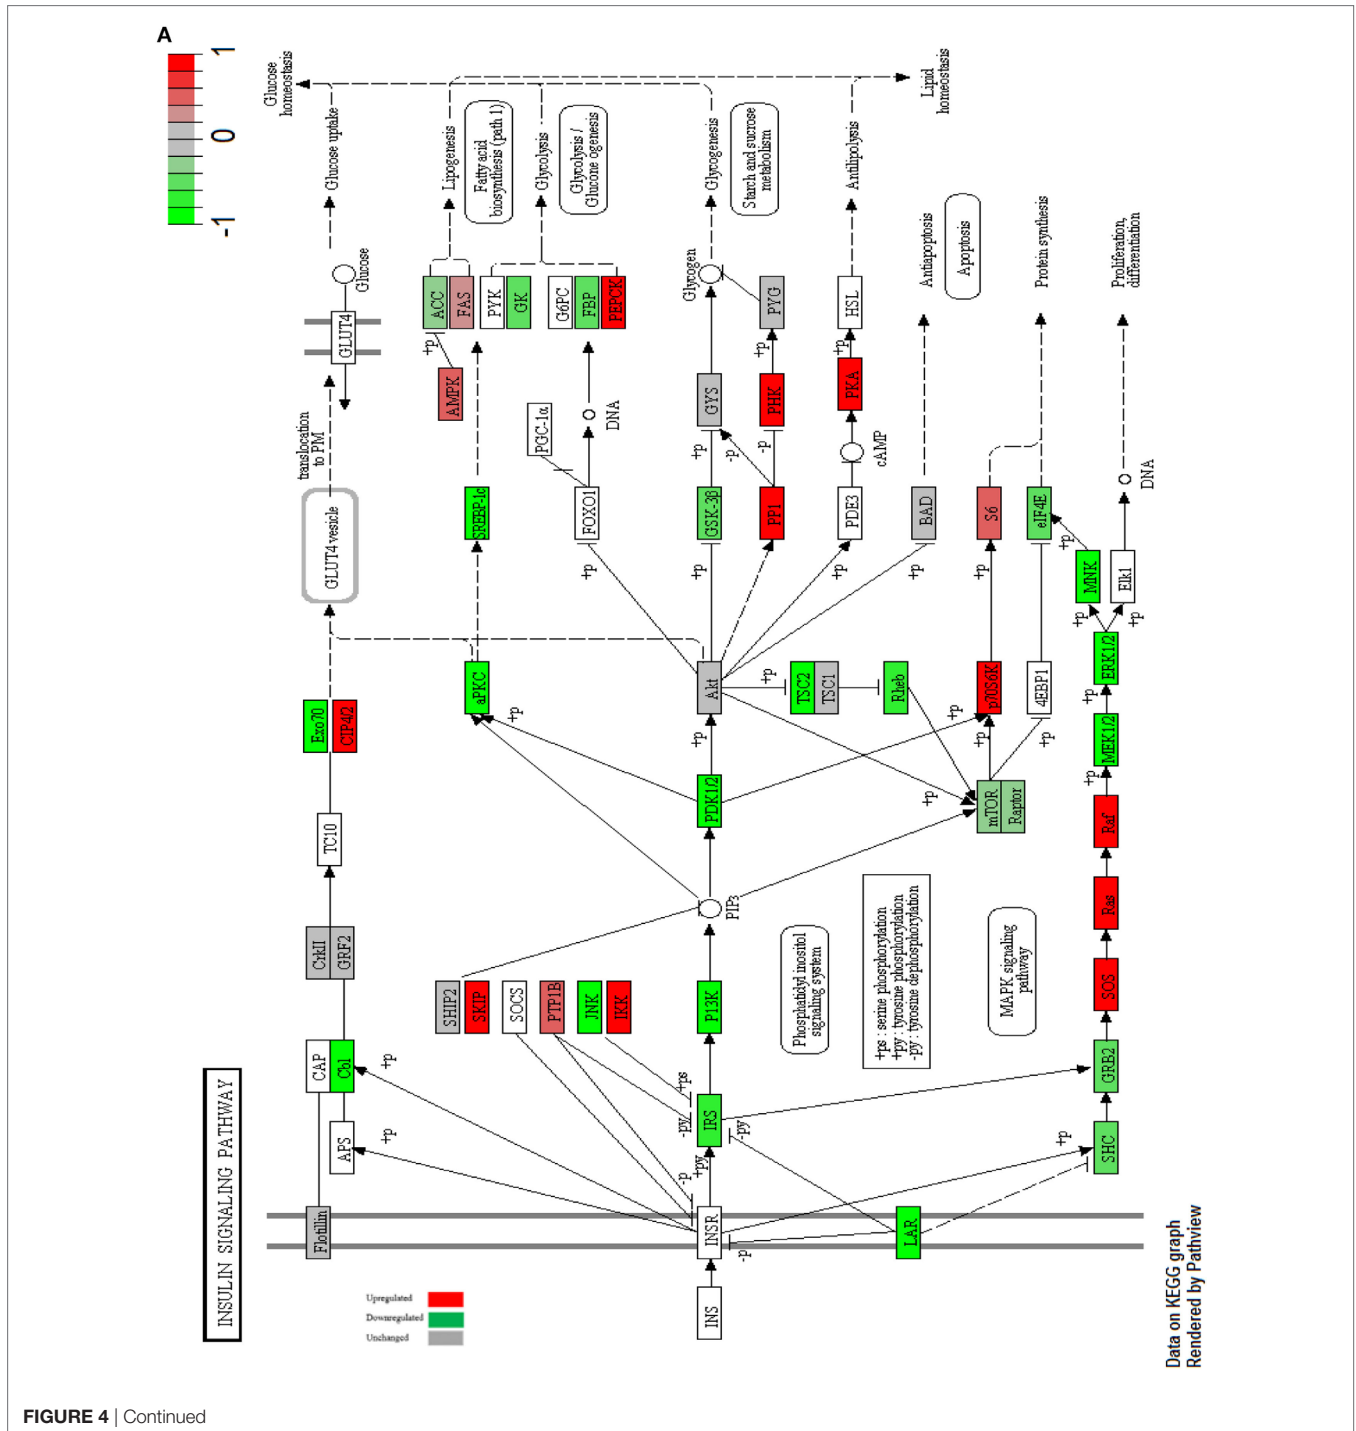 A
-1
0
1
INSULIN SIGNALING PATHWAY
Glucose
homeostasis
Lipid
homeostasis
Glucose uptake
Lipogenesis
Fatty acid
biosynthesis (path 1)
Glycolysis
Glycolysis /
Glucone ogenesis
Glycogenesis
Starch and sucrose
metabolism
Antilipolysis
Antiapoptosis
Apoptosis
Protein synthesis
Proliferation,
differentiation
Glucose
GLUT4
ACC
FAS
PYK
GK
G6PC
FBP
PEPCK
Glycogen
PYG
HSL
+p
+p
+p
AMPK
PGC-1α
DNA
GYS
PHK
PKA
translocation
to PM
+p
-p
-p
cAMP
GLUT4 vesicle
SREBP-1c
FOXO1
GSK-3β
PP1
PDE3
BAD
S6
eIF4E
DNA
+p
+p
+p
+p
+p
MNK
Elk1
+p
+p
Exo70
CIP4/2
aPKC
Akt
+p
TSC2
TSC1
Rheb
p70S6K
4EBP1
ERK1/2
+p
+p
+p
+p
+p
+p
MEK1/2
+p
TC10
PDK1/2
+p
mTOR
Raptor
Raf
CrkII
GRF2
PIP3
Ras
SHIP2
SKIP
SOCS
PTP1B
JNK
IKK
P13K
Phosphatidyl inositol
signaling system
+ps : serine phosphorylation
+py : tyrosine phosphorylation
-py : tyrosine dephosphorylation
MAPK signaling
pathway
SOS
CAP
Cbl
+p
+ps
-py
IRS
-py
GRB2
APS
+p
-p
+py
+p
SHC
Flotillin
INSR
-p
LAR
INS
Upregulated
Downregulated
Unchanged
Data on KEGG graph
Rendered by Pathview
FIGURE 4 | Continued